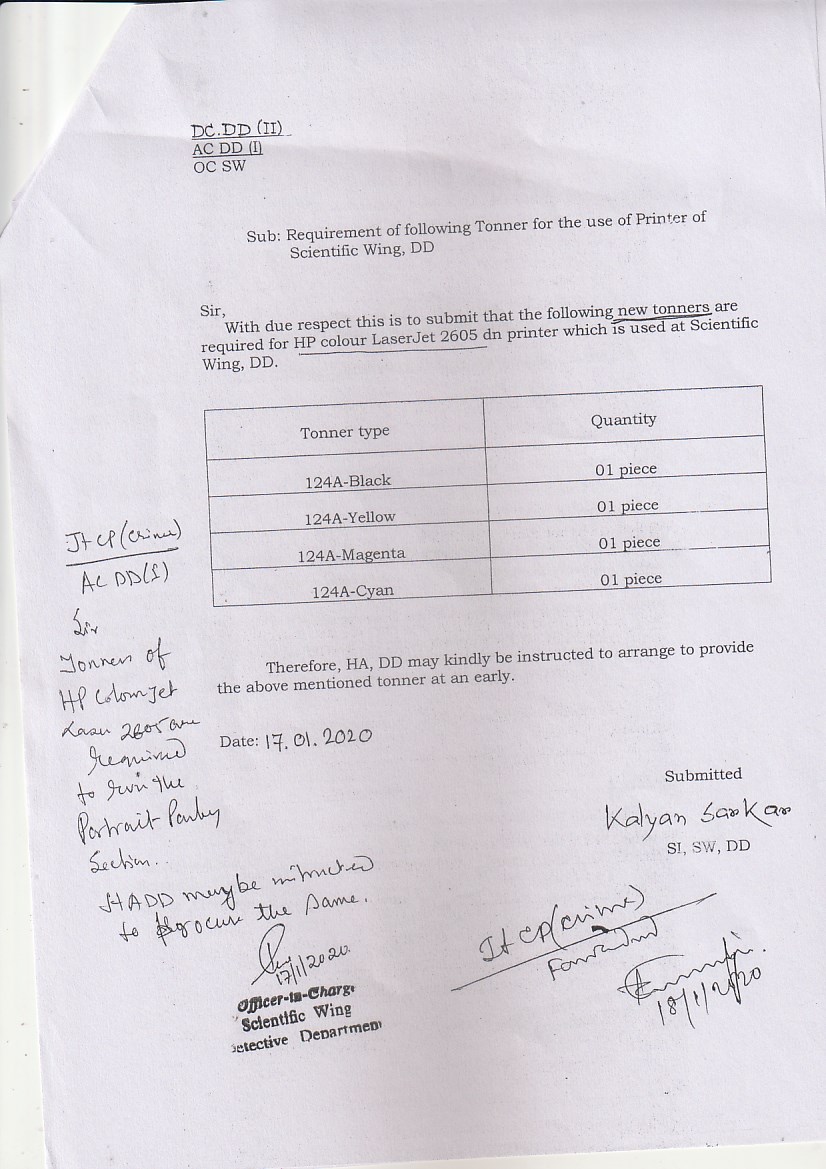 DC.DD (II)
AC DD (I)
OC SW
Sub: Requirement of following Tonner for the use of Printer of
Scientific Wing, DD
Sir,
With due respect this is to submit that the following new tonners are
required for HP colour LaserJet 2605 dn printer which is used at Scientific
Wing, DD.
Tonner type Quantity
124A-Black 01 piece
124A-Yellow 01 piece
124A-Magenta 01 piece
124A-Cyan 01 piece
Therefore, HA, DD may kindly be instructed to arrange to provide
the above mentioned tonner at an early.
Date: 17.01.2020
Submitted
Kalyan Sarkar
SI, SW, DD
Jt CP (Crime)
AC DD(I)
Sir
Tonners of
HP ColourJet
Laser 2605 are
required
to run the
Portrait
Section..
HADD may be instructed
to procure the same.
17/1/2020
Officer-in-Charge
Scientific Wing
etective Department
Jt CP (Crime)
Forwarded
18/1/2020